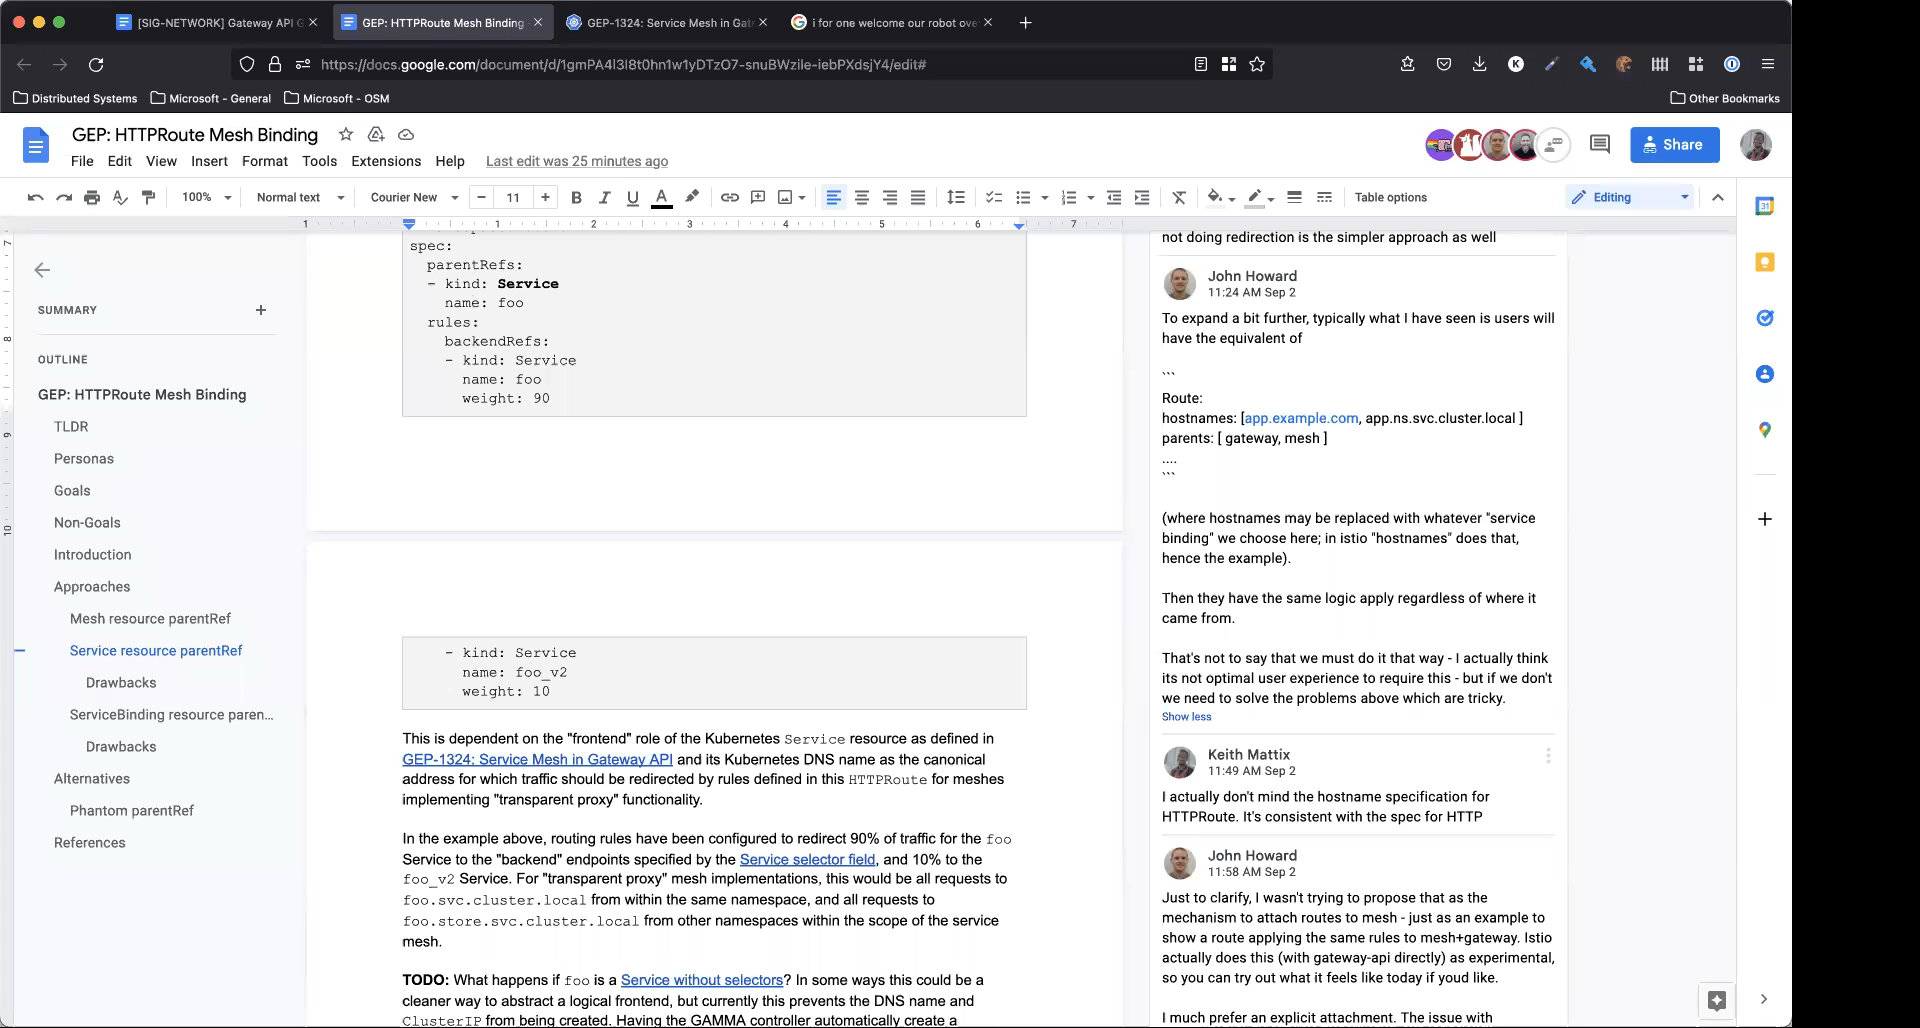 [SIG-NETWORK] Gateway API G
GEP: HTTPRoute Mesh Binding
GEP-1324: Service Mesh in Gat
i for one welcome our robot ove
https://docs.google.com/document/d/1gmPA4l3l8t0hn1w1yDTzO7-snuBWzile-iebPXdsjY4/edit#
Distributed Systems
Microsoft - General
Microsoft - OSM
Other Bookmarks
GEP: HTTPRoute Mesh Binding
File Edit View Insert Format Tools Extensions Help Last edit was 25 minutes ago
Share
100% Normal text Courier New 11 Table options Editing
1 1 2 3 4 5 6 7
7
8
9
10
SUMMARY
OUTLINE
GEP: HTTPRoute Mesh Binding
TLDR
Personas
Goals
Non-Goals
Introduction
Approaches
Mesh resource parentRef
Service resource parentRef
Drawbacks
ServiceBinding resource paren...
Drawbacks
Alternatives
Phantom parentRef
References
spec:
parentRefs:
- kind: Service
name: foo
rules:
backendRefs:
- kind: Service
name: foo
weight: 90
- kind: Service
name: foo_v2
weight: 10
This is dependent on the "frontend" role of the Kubernetes Service resource as defined in
GEP-1324: Service Mesh in Gateway API and its Kubernetes DNS name as the canonical
address for which traffic should be redirected by rules defined in this HTTPRoute for meshes
implementing "transparent proxy" functionality.
In the example above, routing rules have been configured to redirect 90% of traffic for the foo
Service to the "backend" endpoints specified by the Service selector field, and 10% to the
foo_v2 Service. For "transparent proxy" mesh implementations, this would be all requests to
foo.svc.cluster.local from within the same namespace, and all requests to
foo.store.svc.cluster.local from other namespaces within the scope of the service
mesh.
TODO: What happens if foo is a Service without selectors? In some ways this could be a
cleaner way to abstract a logical frontend, but currently this prevents the DNS name and
ClusterIP from being created. Having the GAMMA controller automatically create a
not doing redirection is the simpler approach as well
John Howard
11:24 AM Sep 2
To expand a bit further, typically what I have seen is users will
have the equivalent of
```
Route:
hostnames: [app.example.com, app.ns.svc.cluster.local ]
parents: [ gateway, mesh ]
....
```
(where hostnames may be replaced with whatever "service
binding" we choose here; in istio "hostnames" does that,
hence the example).
Then they have the same logic apply regardless of where it
came from.
That's not to say that we must do it that way - I actually think
its not optimal user experience to require this - but if we don't
we need to solve the problems above which are tricky.
Show less
Keith Mattix
11:49 AM Sep 2
I actually don't mind the hostname specification for
HTTPRoute. It's consistent with the spec for HTTP
John Howard
11:58 AM Sep 2
Just to clarify, I wasn't trying to propose that as the
mechanism to attach routes to mesh - just as an example to
show a route applying the same rules to mesh+gateway. Istio
actually does this (with gateway-api directly) as experimental,
so you can try out what it feels like today if youd like.
I much prefer an explicit attachment. The issue with